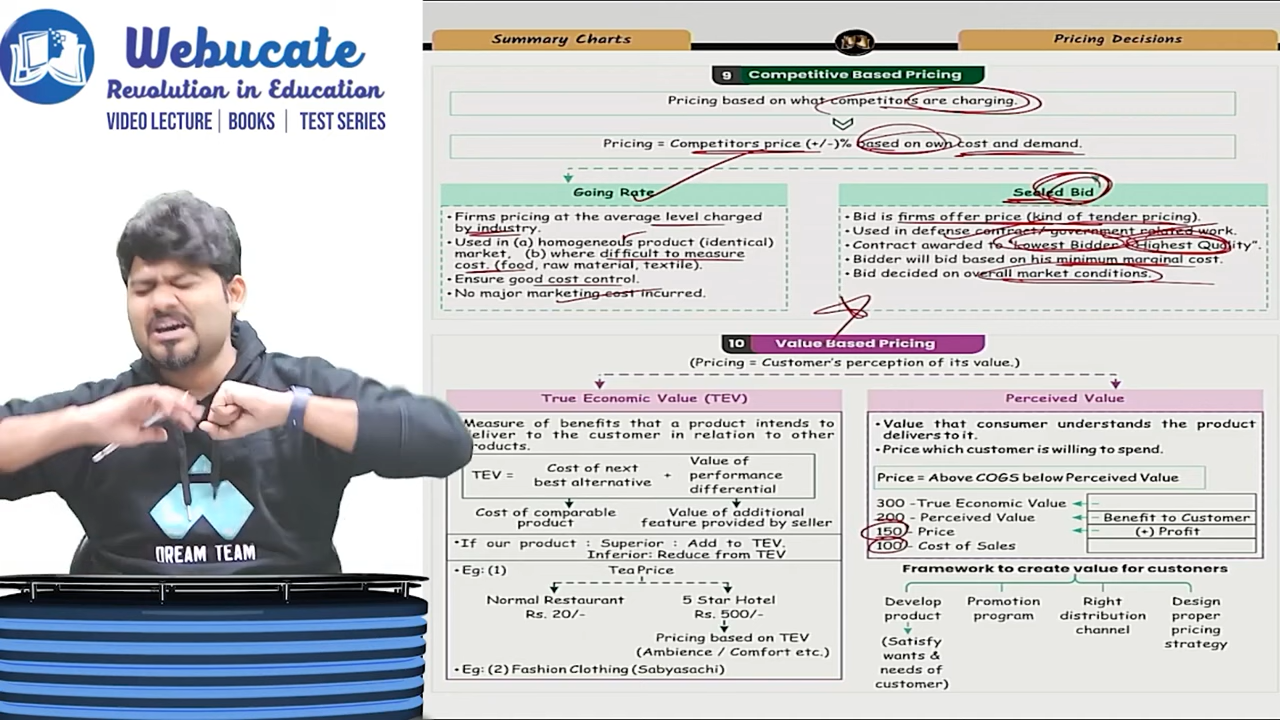 Webucate
Revolution in Education
VIDEO LECTURE | BOOKS | TEST SERIES
Summary Charts
Pricing Decisions
9 Competitive Based Pricing
Pricing based on what competitors are charging.
Pricing = Competitors price (+/-)% based on own cost and demand.
Going Rate
• Firms pricing at the average level charged
by industry.
• Used in (a) homogeneous product (identical)
market, (b) where difficult to measure
cost. (food, raw material, textile).
• Ensure good cost control.
• No major marketing cost incurred.
Sealed Bid
• Bid is firms offer price (kind of tender pricing).
• Used in defense contract/ government related work.
• Contract awarded to "Lowest Bidder Highest Quality".
• Bidder will bid based on his minimum marginal cost.
• Bid decided on overall market conditions.
10 Value Based Pricing
(Pricing = Customer's perception of its value.)
True Economic Value (TEV)
Measure of benefits that a product intends to
deliver to the customer in relation to other
products.
TEV = Cost of next best alternative + Value of performance differential
Cost of comparable product
Value of additional feature provided by seller
• If our product : Superior : Add to TEV.
Inferior: Reduce from TEV
• Eg: (1) Tea Price
Normal Restaurant
Rs. 20/-
5 Star Hotel
Rs. 500/-
Pricing based on TEV
(Ambience / Comfort etc.)
• Eg: (2) Fashion Clothing (Sabyasachi)
Perceived Value
• Value that consumer understands the product
delivers to it.
• Price which customer is willing to spend.
Price = Above COGS below Perceived Value
300 - True Economic Value
200 - Perceived Value Benefit to Customer
150 - Price (+) Profit
100 - Cost of Sales
Framework to create value for custoners
Develop product
(Satisfy wants & needs of customer)
Promotion program
Right distribution channel
Design proper pricing strategy
DREAM TEAM